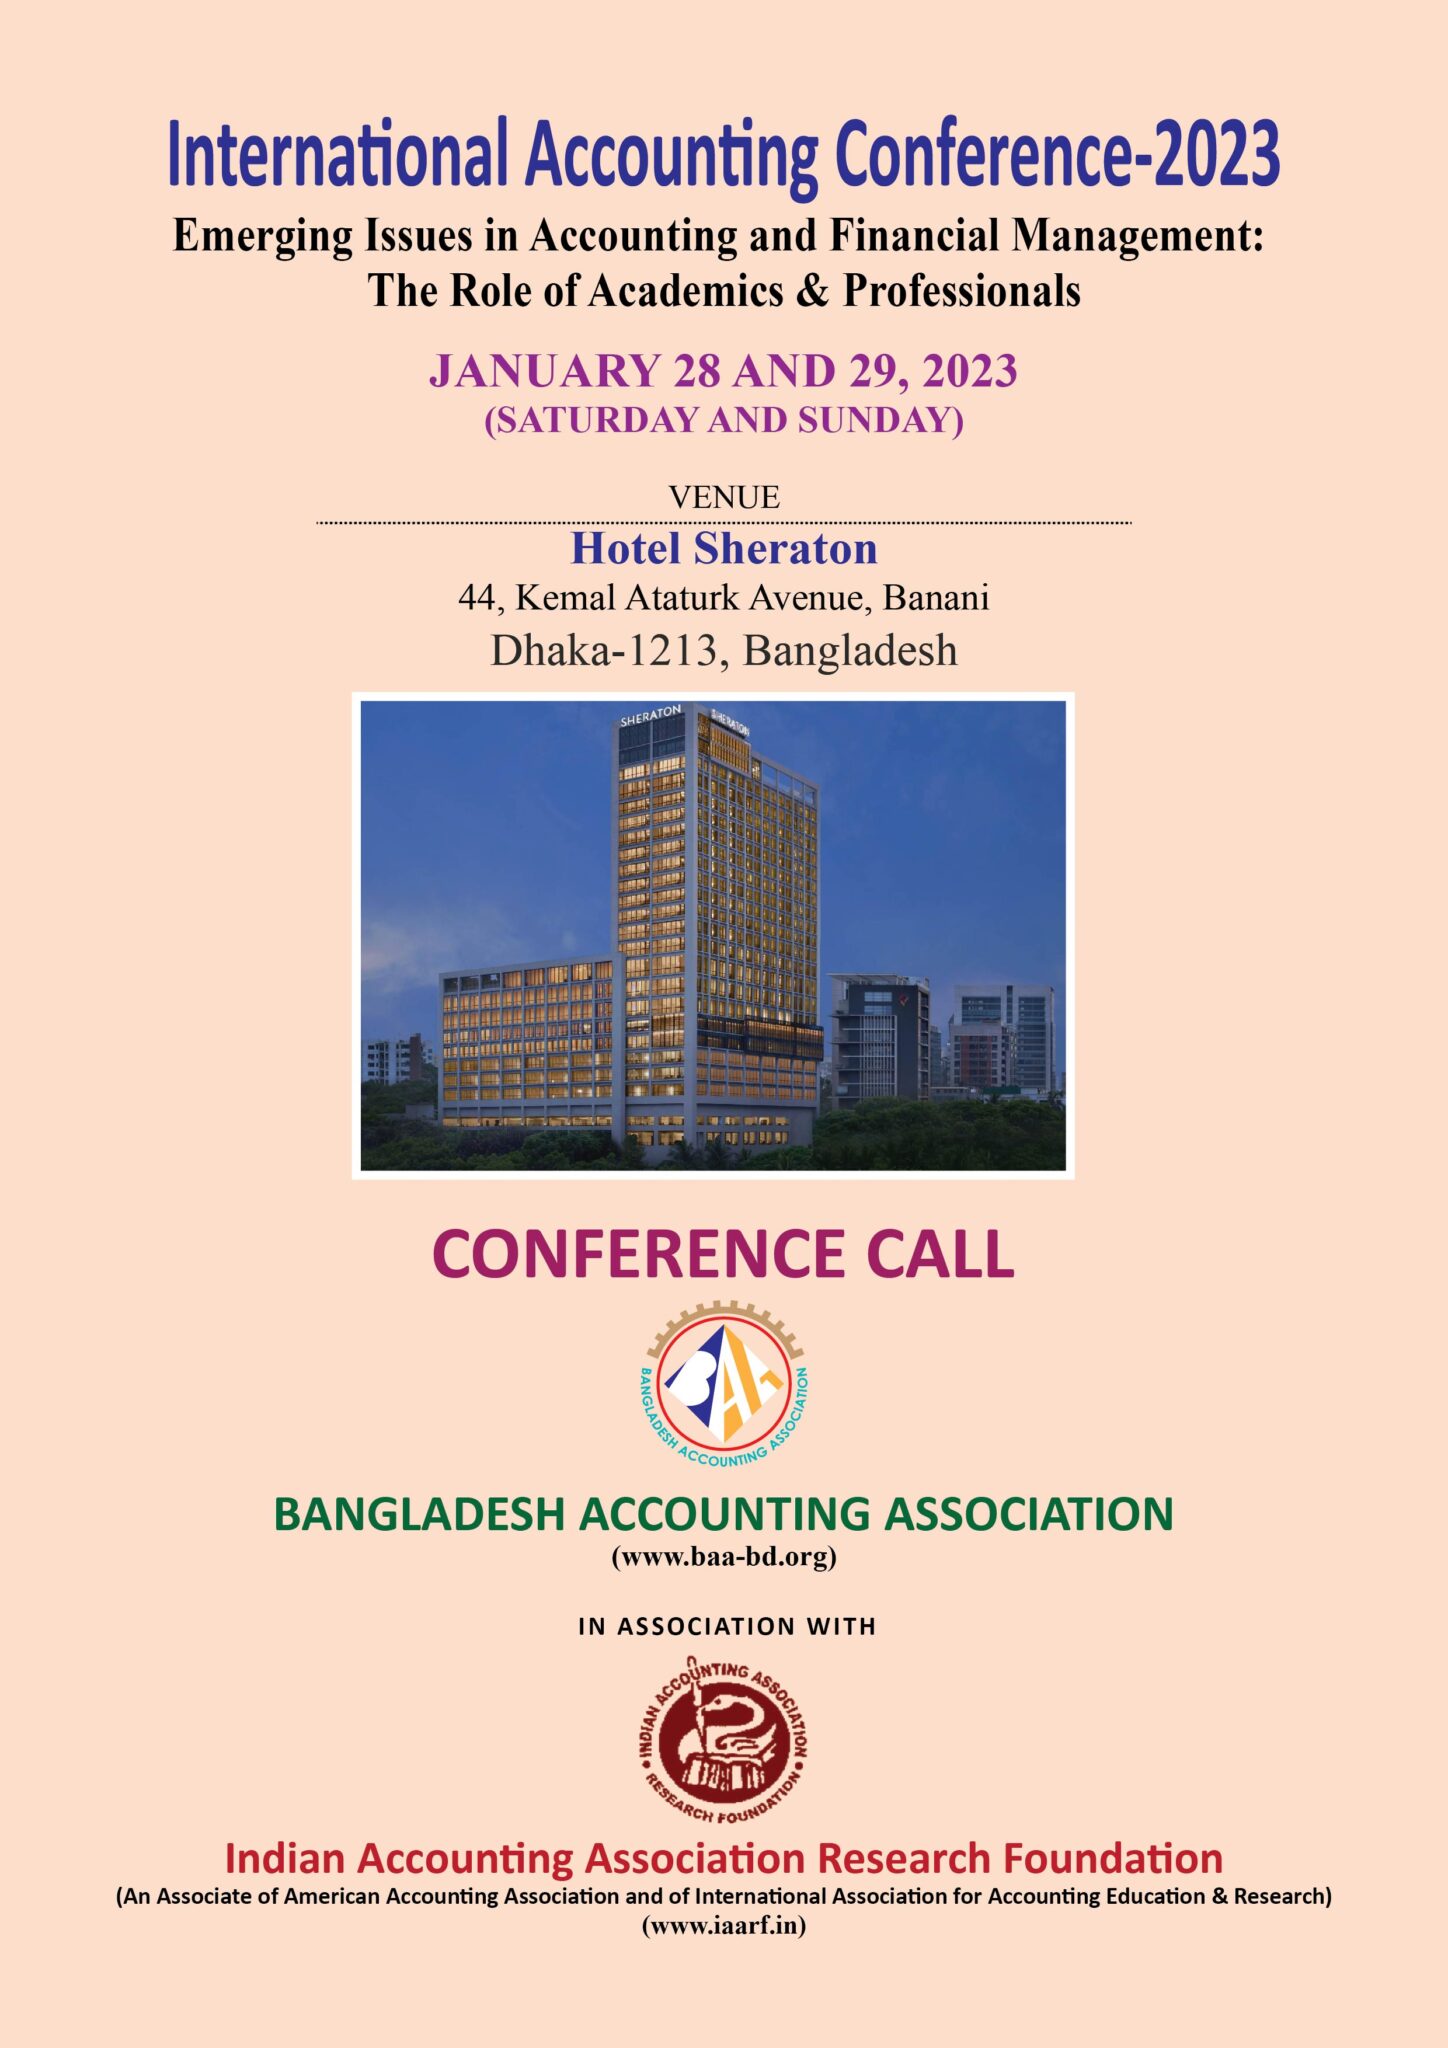 International Accounting Conference-2023
Emerging Issues in Accounting and Financial Management:
The Role of Academics & Professionals
JANUARY 28 AND 29, 2023
(SATURDAY AND SUNDAY)
VENUE
Hotel Sheraton
44, Kemal Ataturk Avenue, Banani
Dhaka-1213, Bangladesh
SHERATON
SHERATON
CONFERENCE CALL
BAA
BANGLADESH ACCOUNTING ASSOCIATION
BANGLADESH ACCOUNTING ASSOCIATION
(www.baa-bd.org)
IN ASSOCIATION WITH
INDIAN ACCOUNTING ASSOCIATION
RESEARCH FOUNDATION
Indian Accounting Association Research Foundation
(An Associate of American Accounting Association and of International Association for Accounting Education & Research)
(www.iaarf.in)